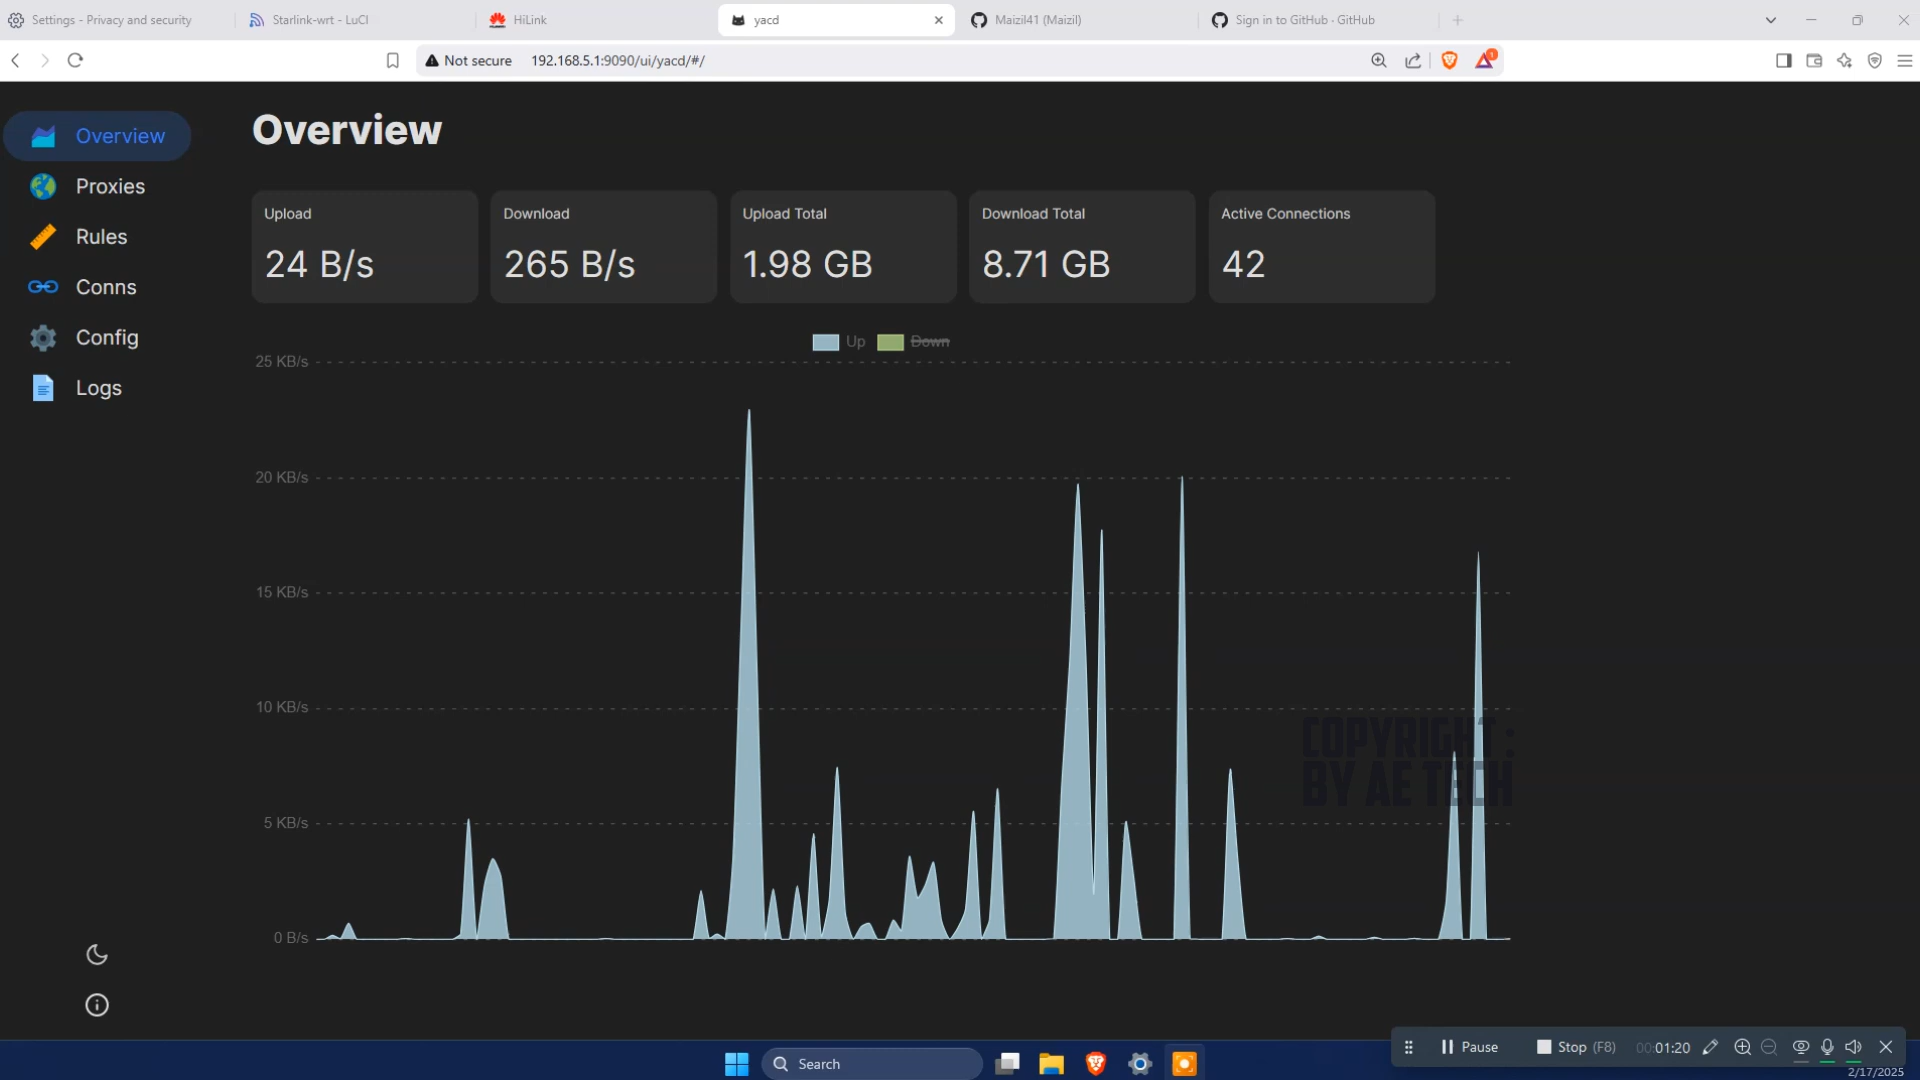 Settings - Privacy and security
Starlink-wrt - LuCI
HiLink
yacd
Maizil41 (Maizil)
Sign in to GitHub · GitHub
Not secure
192.168.5.1:9090/ui/yacd/#/
1
Overview
Proxies
Rules
Conns
Config
Logs
Overview
Upload
24 B/s
Download
265 B/s
Upload Total
1.98 GB
Download Total
8.71 GB
Active Connections
42
Up
Down
25 KB/s
20 KB/s
15 KB/s
10 KB/s
5 KB/s
0 B/s
COPYRIGHT :
BY AE TECH
Search
Pause
Stop (F8)
00:01:20
2/17/2025